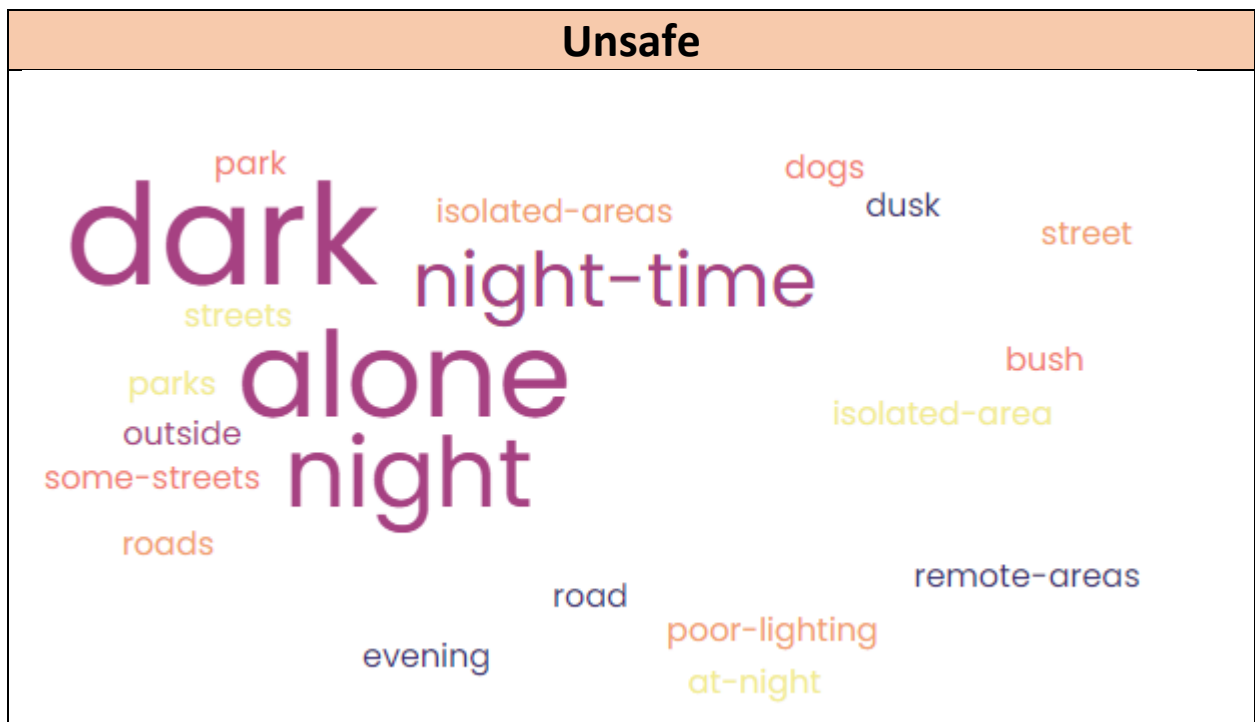 Unsafe
park
dogs
dark
isolated-areas
dusk
street
night-time
streets
alone
bush
parks
isolated-area
outside
some-streets
night
roads
remote-areas
road
poor-lighting
evening
at-night